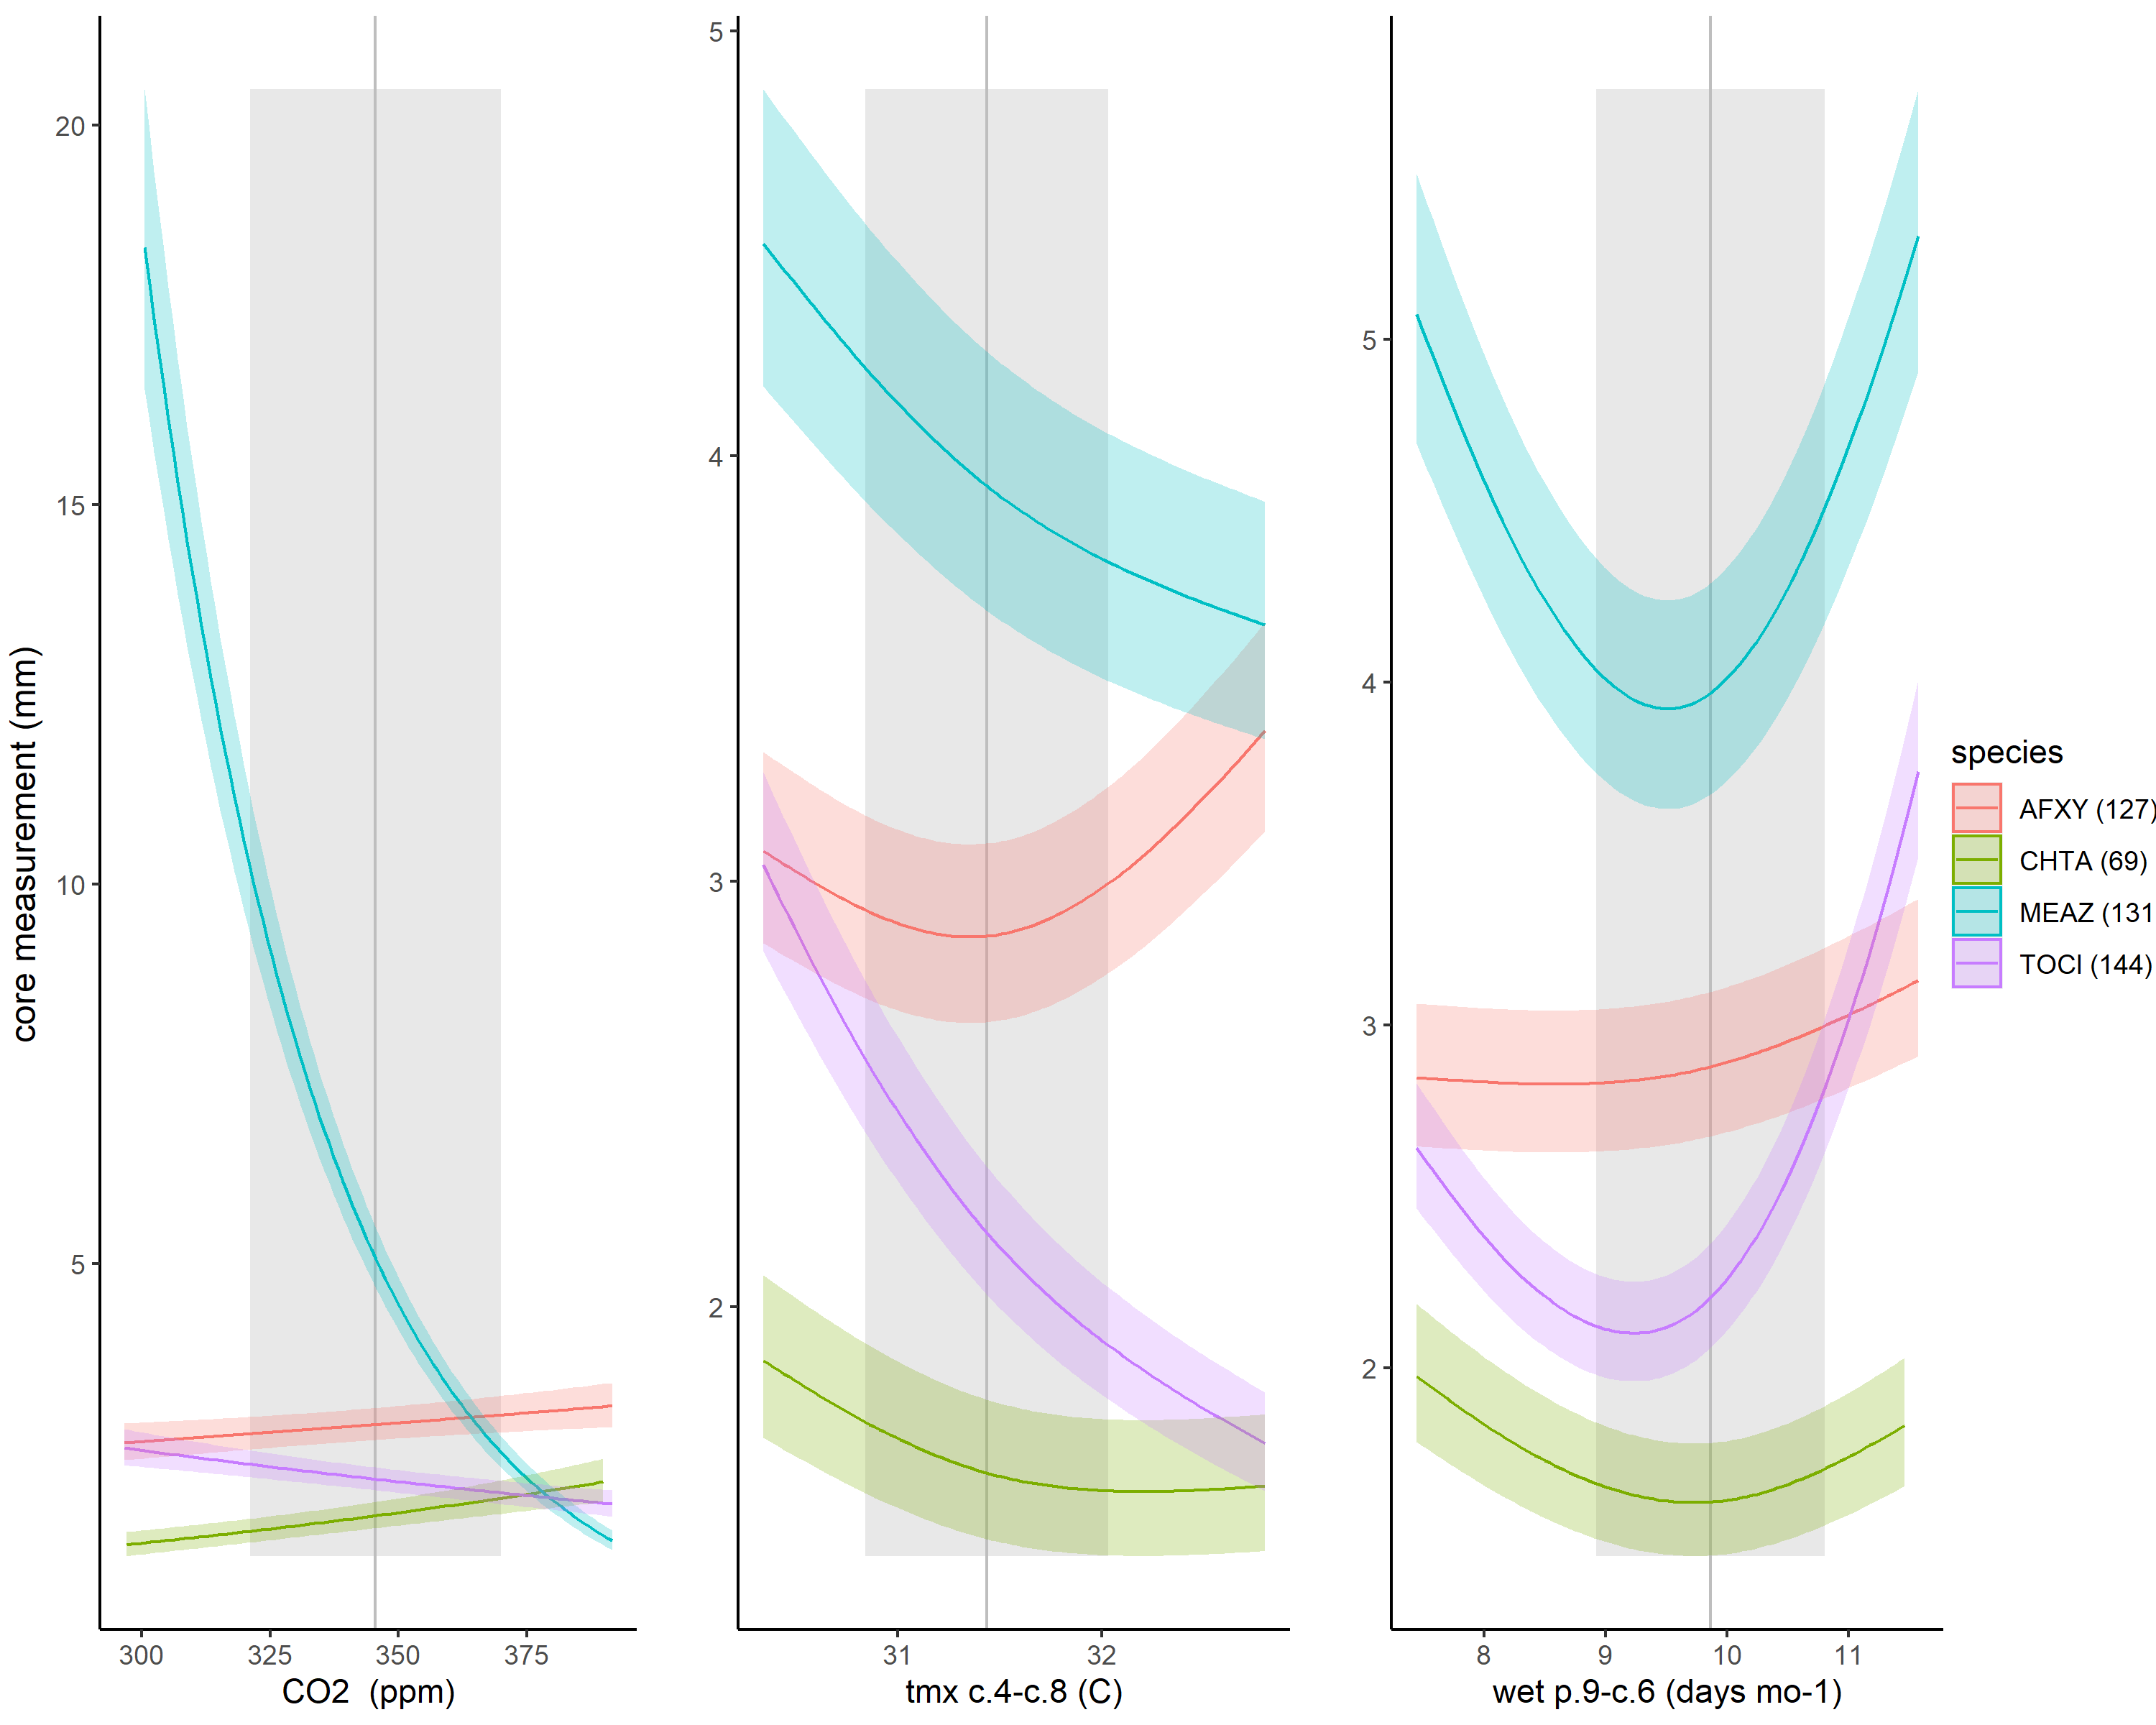 core measurement (mm)
20
15
10
5
300 325 350 375
CO2  (ppm)
5
4
3
2
31 32
tmx c.4-c.8 (C)
5
4
3
2
8 9 10 11
wet p.9-c.6 (days mo-1)
species
AFXY (127)
CHTA (69)
MEAZ (131
TOCI (144)